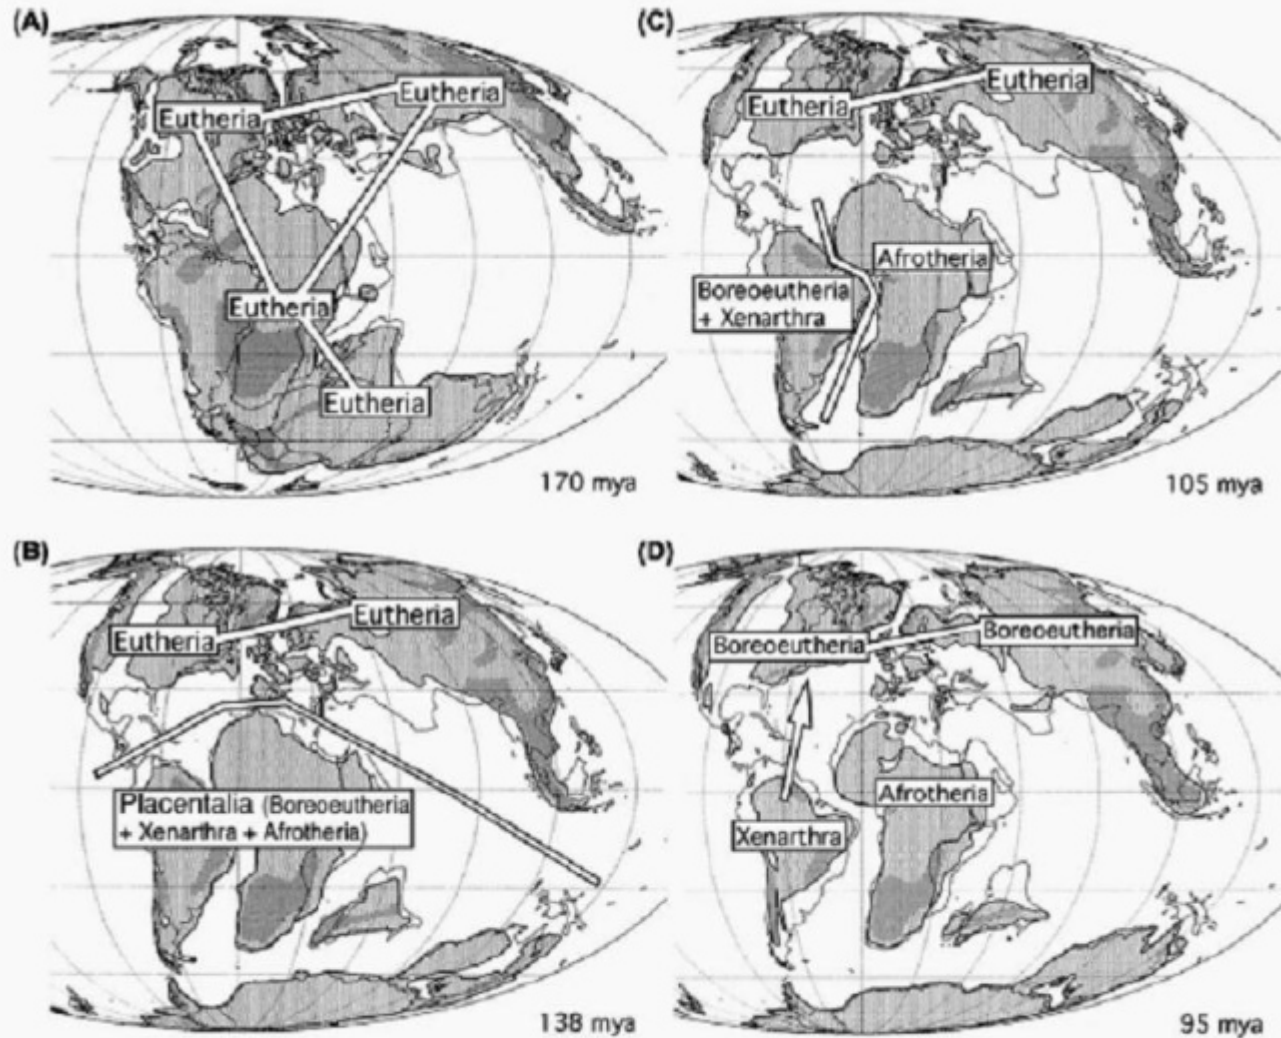 (A)
Eutheria
Eutheria
Eutheria
Eutheria
170 mya
(B)
Eutheria
Eutheria
Placentalia (Boreoeutheria
+ Xenarthra + Afrotheria)
138 mya
(C)
Eutheria
Eutheria
Afrotheria
Boreoeutheria
+ Xenarthra
105 mya
(D)
Boreoeutheria
Boreoeutheria
Afrotheria
Xenarthra
95 mya